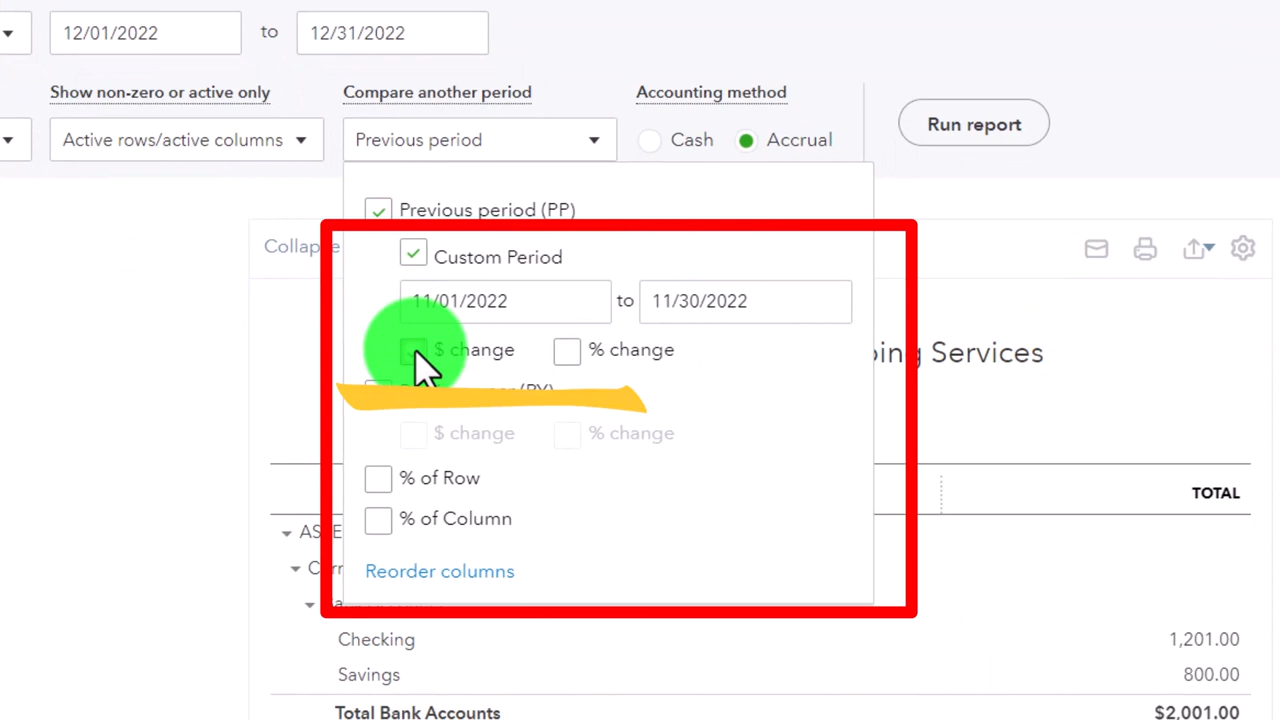 12/01/2022 to 12/31/2022
Show non-zero or active only Compare another period Accounting method
Active rows/active columns Previous period Cash Accrual Run report
Previous period (PP)
Collapse Custom Period
11/01/2022 to 11/30/2022
$ change % change
Services
(PY)
$ change % change
% of Row
TOTAL
% of Column
Reorder columns
Checking 1,201.00
Savings 800.00
Total Bank Accounts $2,001.00